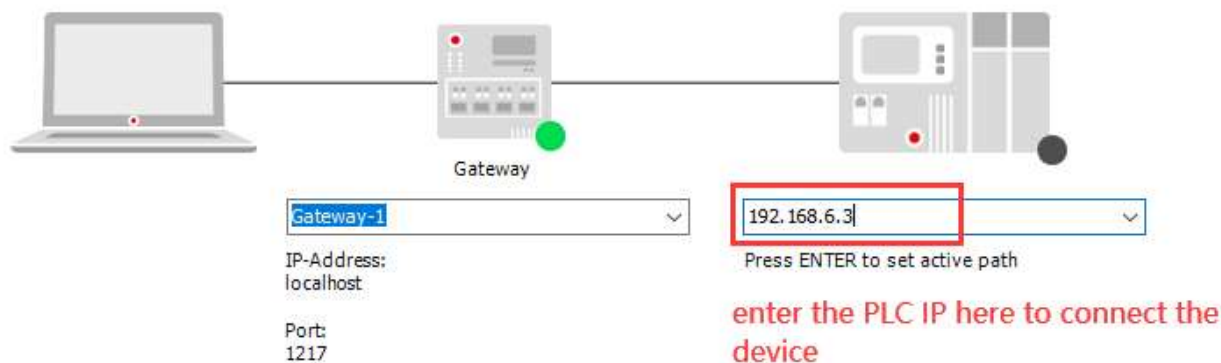 Gateway
Gateway-1
192.168.6.3
IP-Address:
localhost
Press ENTER to set active path
Port:
1217
enter the PLC IP here to connect the
device